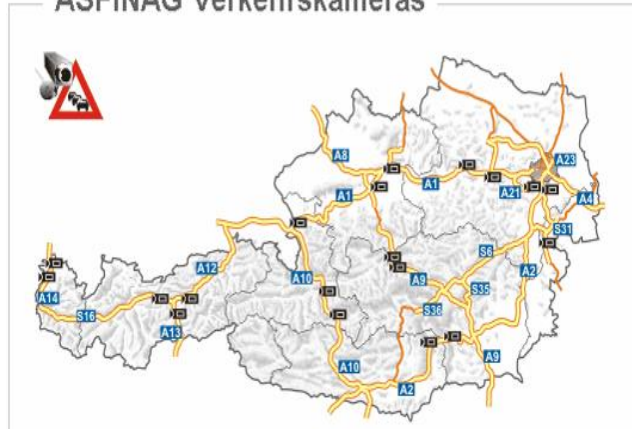 ASFINAG Verkehrskameras
A8
A23
A1
A1
A21
A4
S31
S6
A12
A10
A2
A9
A14
S35
S16
S36
A13
A9
A10
A2